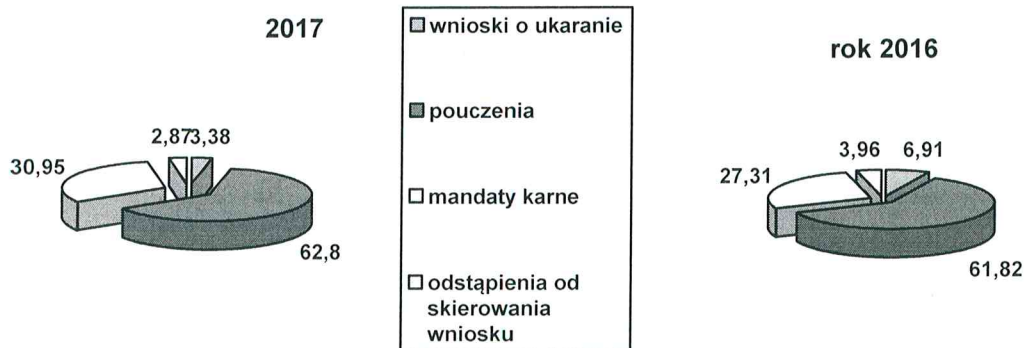 2017
2,87
3,38
30,95
62,8
wnioski o ukaranie
pouczenia
mandaty karne
odstąpienia od
skierowania
wniosku
rok 2016
3,96
6,91
27,31
61,82